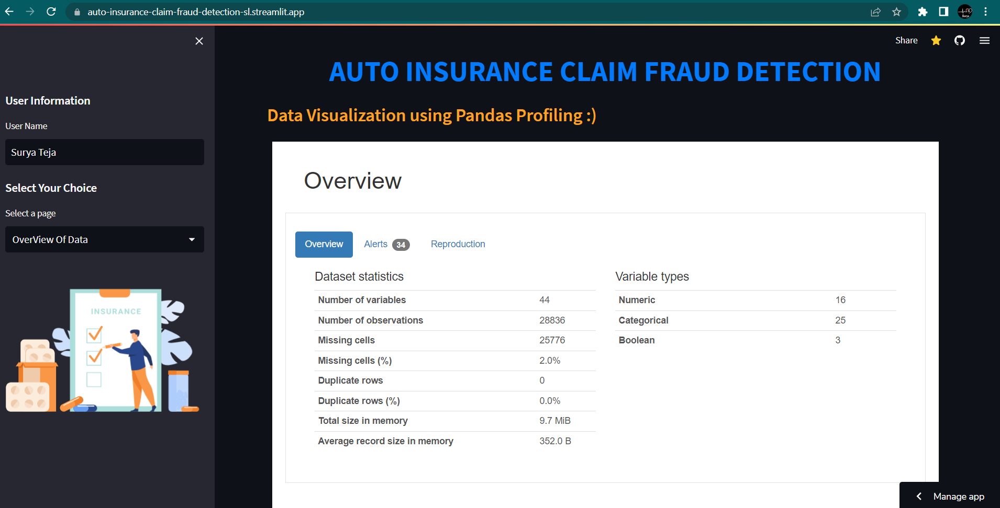 auto-insurance-claim-fraud-detection-sl.streamlit.app
Share
User Information
User Name
Surya Teja
Select Your Choice
Select a page
OverView Of Data
INSURANCE
AUTO INSURANCE CLAIM FRAUD DETECTION
Data Visualization using Pandas Profiling :)
Overview
Overview Alerts 34 Reproduction
Dataset statistics
Number of variables 44
Number of observations 28836
Missing cells 25776
Missing cells (%) 2.0%
Duplicate rows 0
Duplicate rows (%) 0.0%
Total size in memory 9.7 MiB
Average record size in memory 352.0 B
Variable types
Numeric 16
Categorical 25
Boolean 3
Manage app